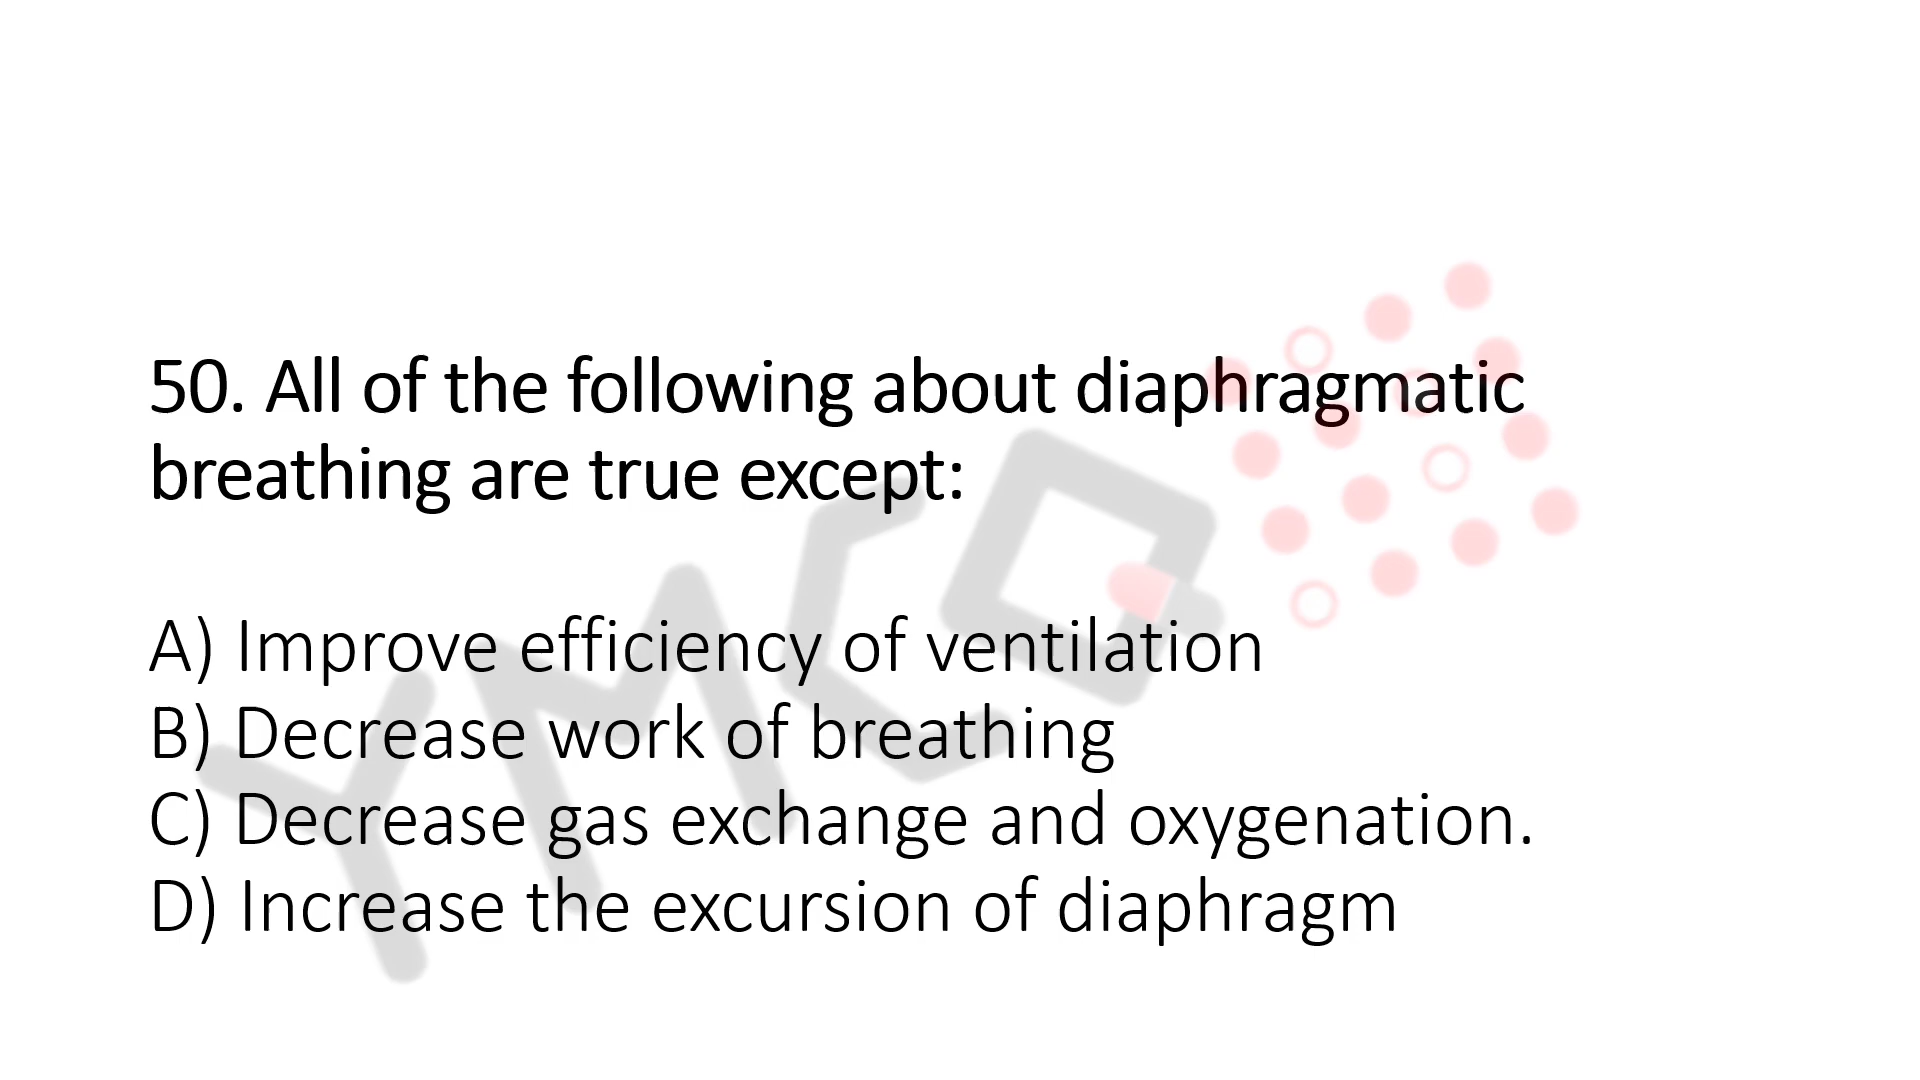 50. All of the following about diaphragmatic
breathing are true except:
A) Improve efficiency of ventilation
B) Decrease work of breathing
C) Decrease gas exchange and oxygenation.
D) Increase the excursion of diaphragm
YMCQ